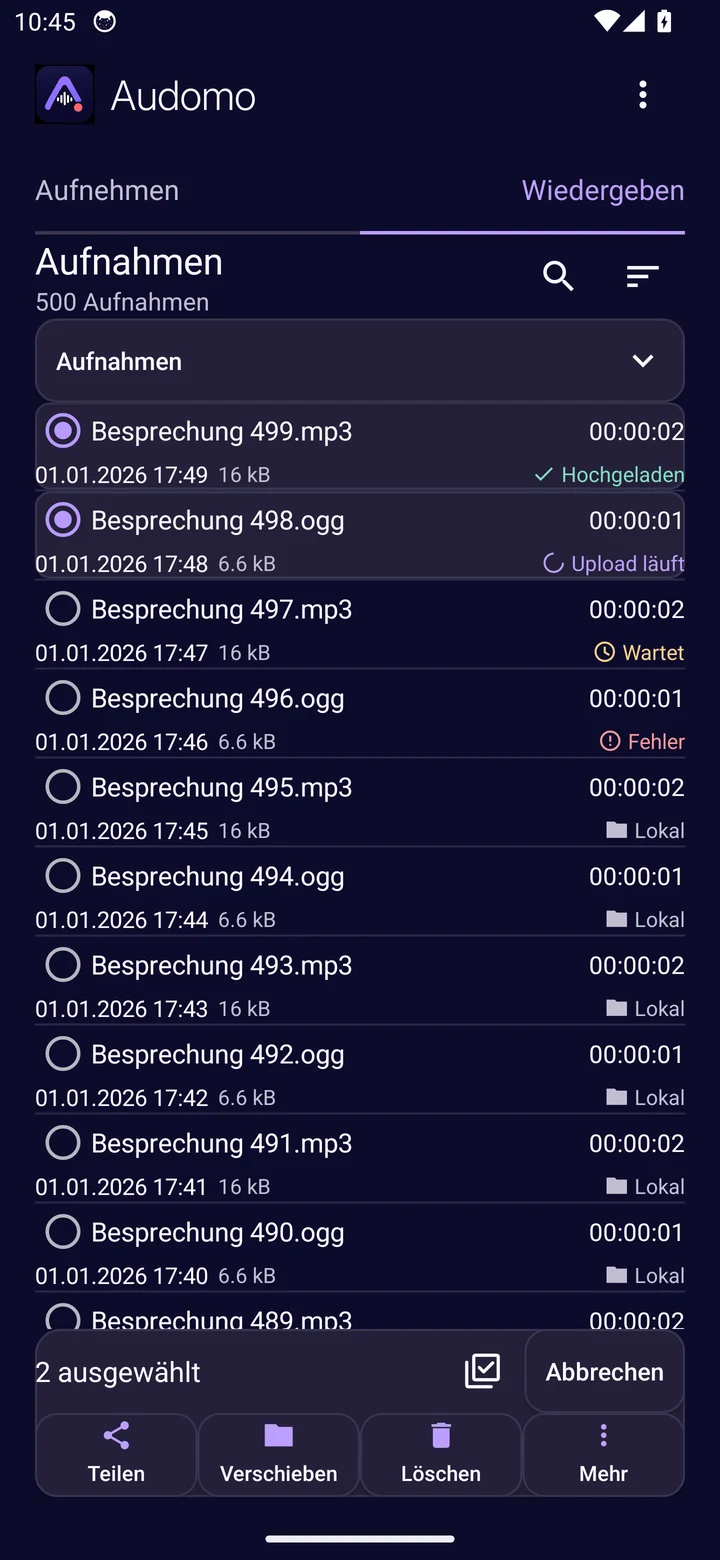 10:45
Audomo
Aufnehmen Wiedergeben
Aufnahmen
500 Aufnahmen
Aufnahmen
Besprechung 499.mp3 00:00:02
01.01.2026 17:49 16 kB Hochgeladen
Besprechung 498.ogg 00:00:01
01.01.2026 17:48 6.6 kB Upload läuft
Besprechung 497.mp3 00:00:02
01.01.2026 17:47 16 kB Wartet
Besprechung 496.ogg 00:00:01
01.01.2026 17:46 6.6 kB Fehler
Besprechung 495.mp3 00:00:02
01.01.2026 17:45 16 kB Lokal
Besprechung 494.ogg 00:00:01
01.01.2026 17:44 6.6 kB Lokal
Besprechung 493.mp3 00:00:02
01.01.2026 17:43 16 kB Lokal
Besprechung 492.ogg 00:00:01
01.01.2026 17:42 6.6 kB Lokal
Besprechung 491.mp3 00:00:02
01.01.2026 17:41 16 kB Lokal
Besprechung 490.ogg 00:00:01
01.01.2026 17:40 6.6 kB Lokal
Besprechung 489.mp3 00:00:02
2 ausgewählt Abbrechen
Teilen Verschieben Löschen Mehr